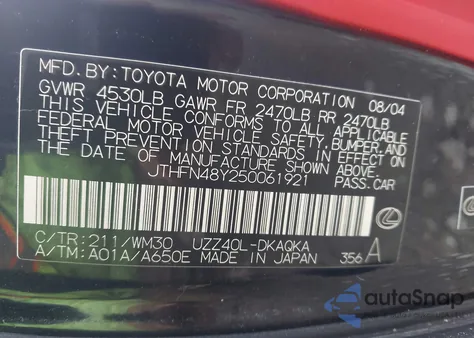 MFD.BY:TOYOTA MOTOR CORPORATION 08/04
GVWR 4530LB GAWR FR 2470LB RR 2470LB
THIS VEHICLE CONFORMS TO ALL APPLICABLE
FEDERAL MOTOR VEHICLE SAFETY,BUMPER,AND
THEFT PREVENTION STANDARDS IN EFFECT ON
THE DATE OF MANUFACTURE SHOWN ABOVE.
JTHFN48Y250061921 PASS.CAR
C/TR:211/WM30 UZZ40L-DKAQKA
A/TM:A01A/A650E MADE IN JAPAN 356 A
autaSnap